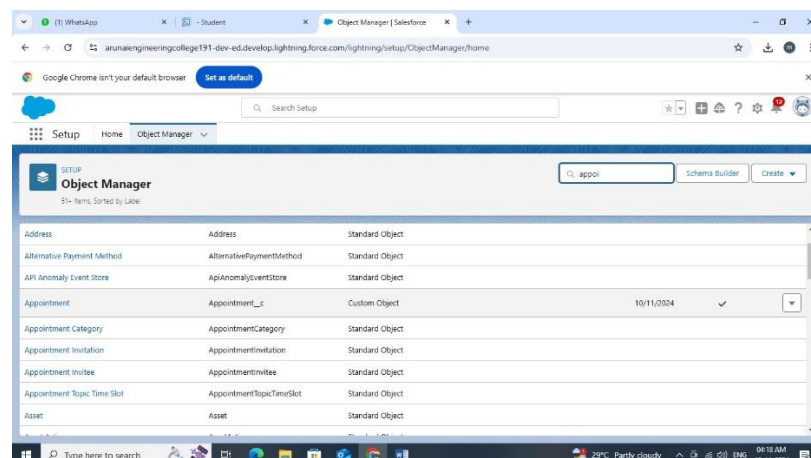 (1) WhatsApp
- Student
Object Manager | Salesforce
arunaiengineeringcollege191-dev-ed.develop.lightning.force.com/lightning/setup/ObjectManager/home
Google Chrome isn't your default browser Set as default
Search Setup
12
Setup Home Object Manager
SETUP
Object Manager
51+ Items, Sorted by Label
appoi
Schema Builder
Create
Address Address Standard Object
Alternative Payment Method AlternativePaymentMethod Standard Object
API Anomaly Event Store ApiAnomalyEventStore Standard Object
Appointment Appointment__c Custom Object 10/11/2024
Appointment Category AppointmentCategory Standard Object
Appointment Invitation AppointmentInvitation Standard Object
Appointment Invitee AppointmentInvitee Standard Object
Appointment Topic Time Slot AppointmentTopicTimeSlot Standard Object
Asset Asset Standard Object
Type here to search
29°C Partly cloudy
ENG
04:18 AM